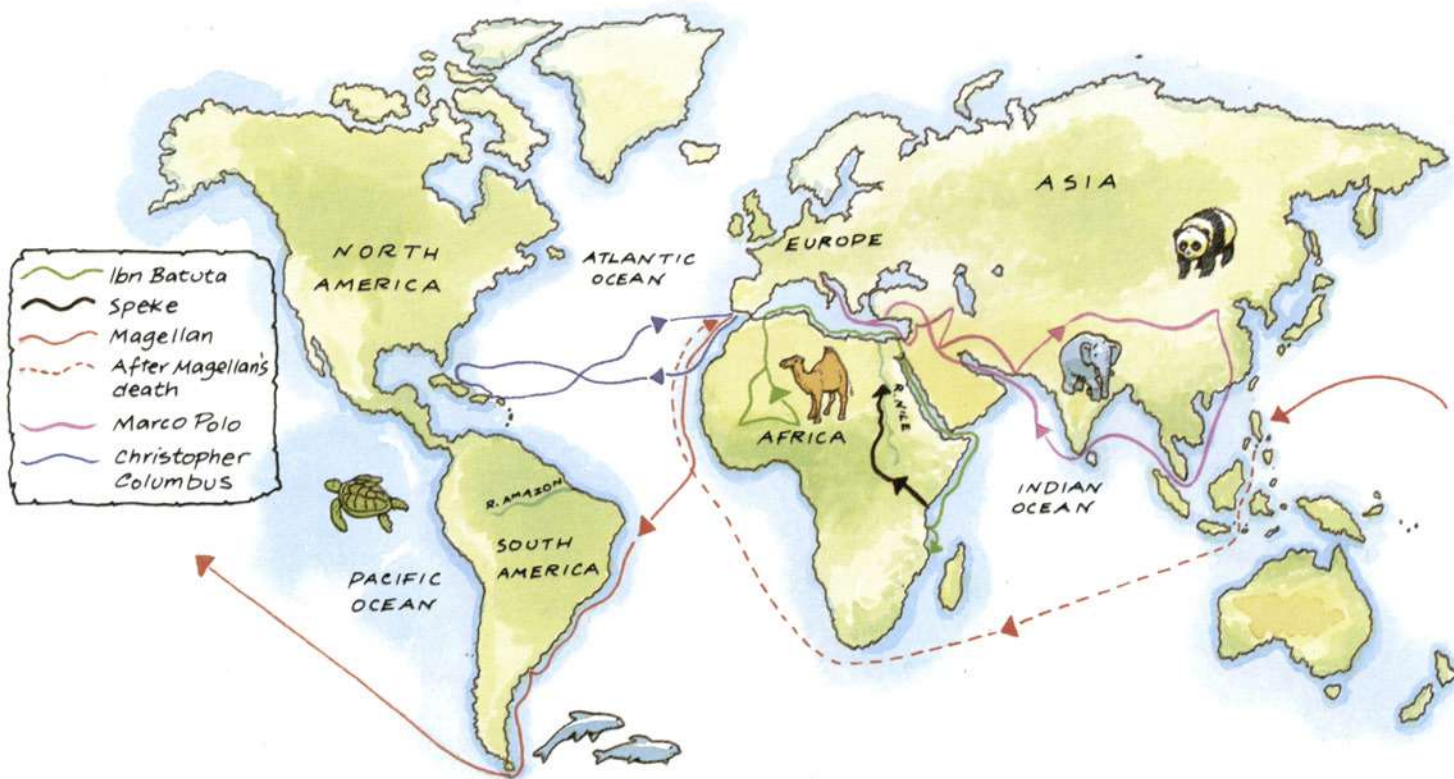 Ibn Batuta
Speke
Magellan
After Magellan's
death
Marco Polo
Christopher
Columbus
NORTH
AMERICA
ATLANTIC
OCEAN
EUROPE
ASIA
AFRICA
R. NILE
INDIAN
OCEAN
R. AMAZON
SOUTH
AMERICA
PACIFIC
OCEAN